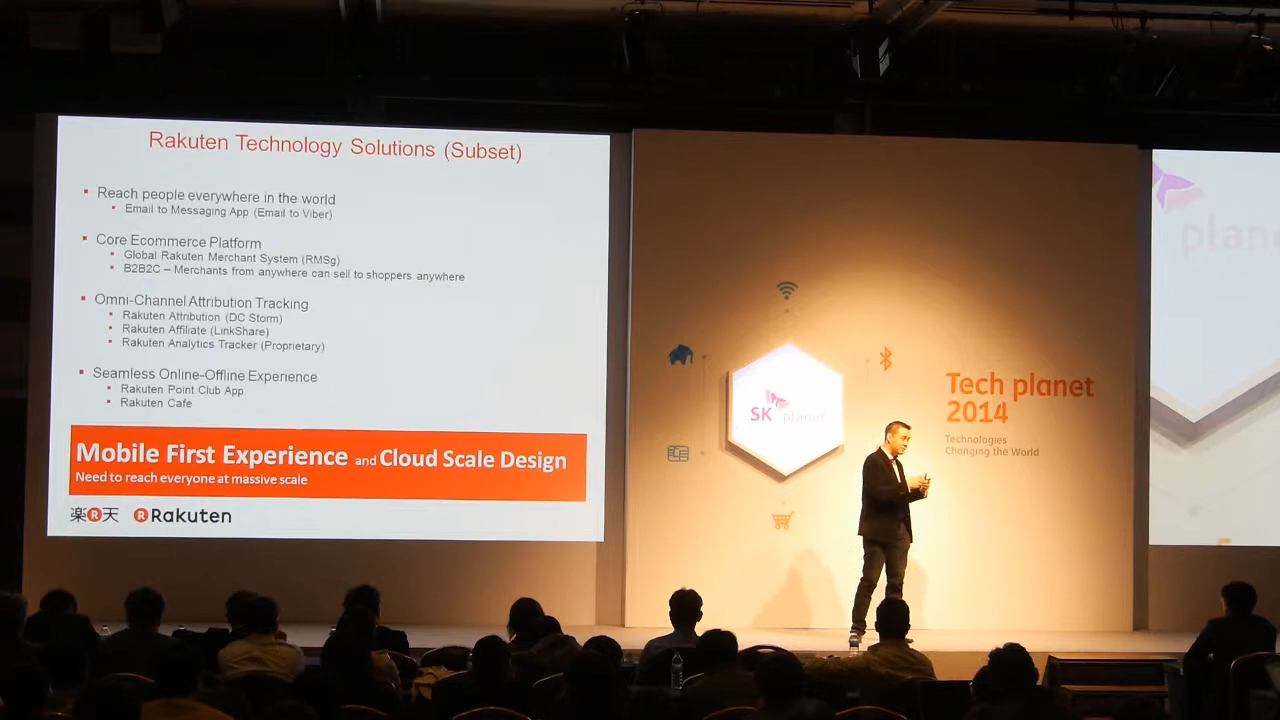 Rakuten Technology Solutions (Subset)
Reach people everywhere in the world
Email to Messaging App (Email to Viber)
Core Ecommerce Platform
Global Rakuten Merchant System (RMSg)
B2B2C – Merchants from anywhere can sell to shoppers anywhere
Omni-Channel Attribution Tracking
Rakuten Attribution (DC Storm)
Rakuten Affiliate (LinkShare)
Rakuten Analytics Tracker (Proprietary)
Seamless Online-Offline Experience
Rakuten Point Club App
Rakuten Cafe
Mobile First Experience and Cloud Scale Design
Need to reach everyone at massive scale
楽R天 R Rakuten
SK planet
Tech planet
2014
Technologies
Changing the World
plan